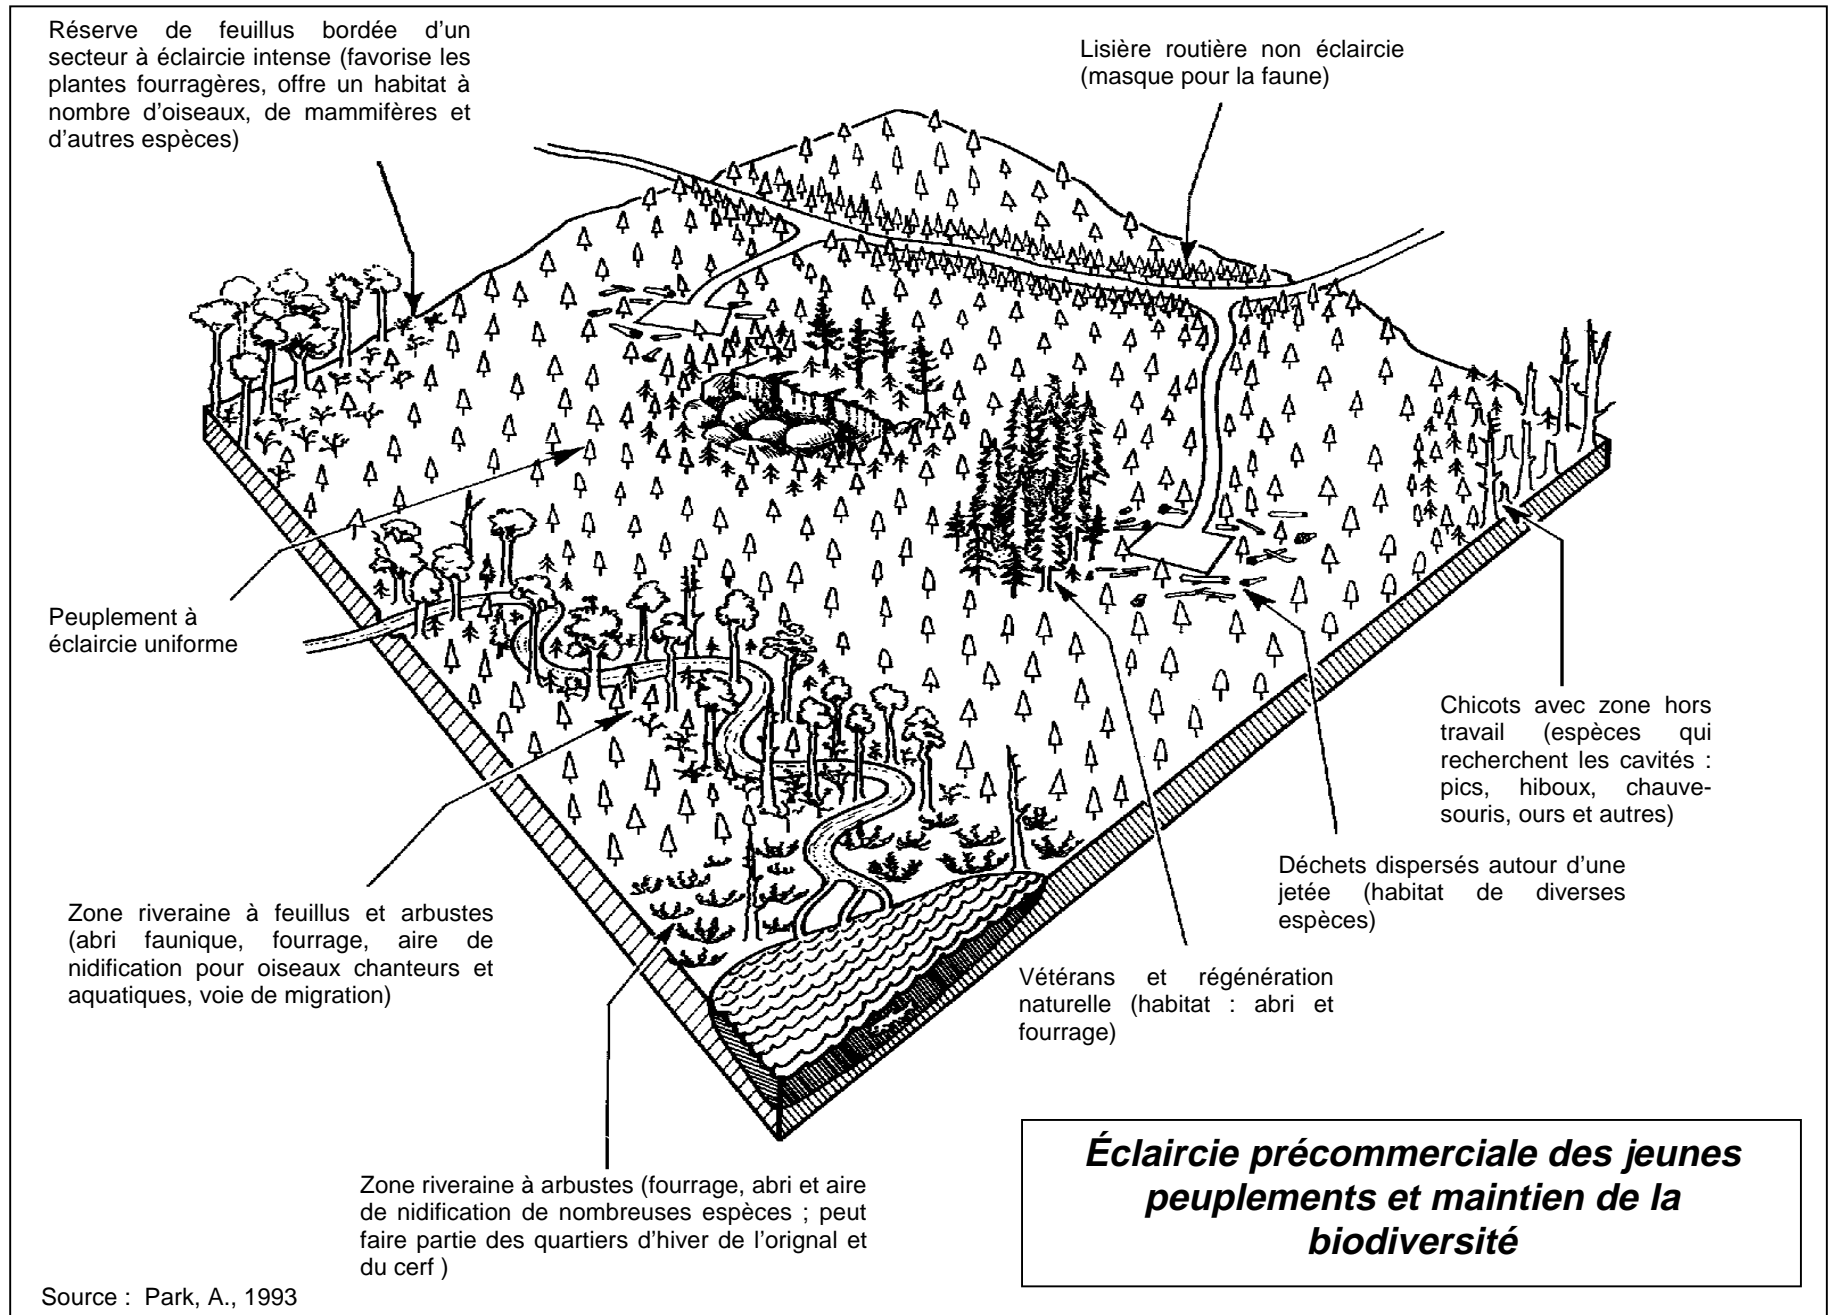 Réserve de feuillus bordée d'un
secteur à éclaircie intense (favorise les
plantes fourragères, offre un habitat à
nombre d'oiseaux, de mammifères et
d'autres espèces)
Lisière routière non éclaircie
(masque pour la faune)
Peuplement à
éclaircie uniforme
Chicots avec zone hors
travail (espèces qui
recherchent les cavités :
pics, hiboux, chauve-
souris, ours et autres)
Déchets dispersés autour d'une
jetée (habitat de diverses
espèces)
Zone riveraine à feuillus et arbustes
(abri faunique, fourrage, aire de
nidification pour oiseaux chanteurs et
aquatiques, voie de migration)
Vétérans et régénération
naturelle (habitat : abri et
fourrage)
Zone riveraine à arbustes (fourrage, abri et aire
de nidification de nombreuses espèces ; peut
faire partie des quartiers d'hiver de l'orignal et
du cerf )
Éclaircie précommerciale des jeunes
peuplements et maintien de la
biodiversité
Source : Park, A., 1993